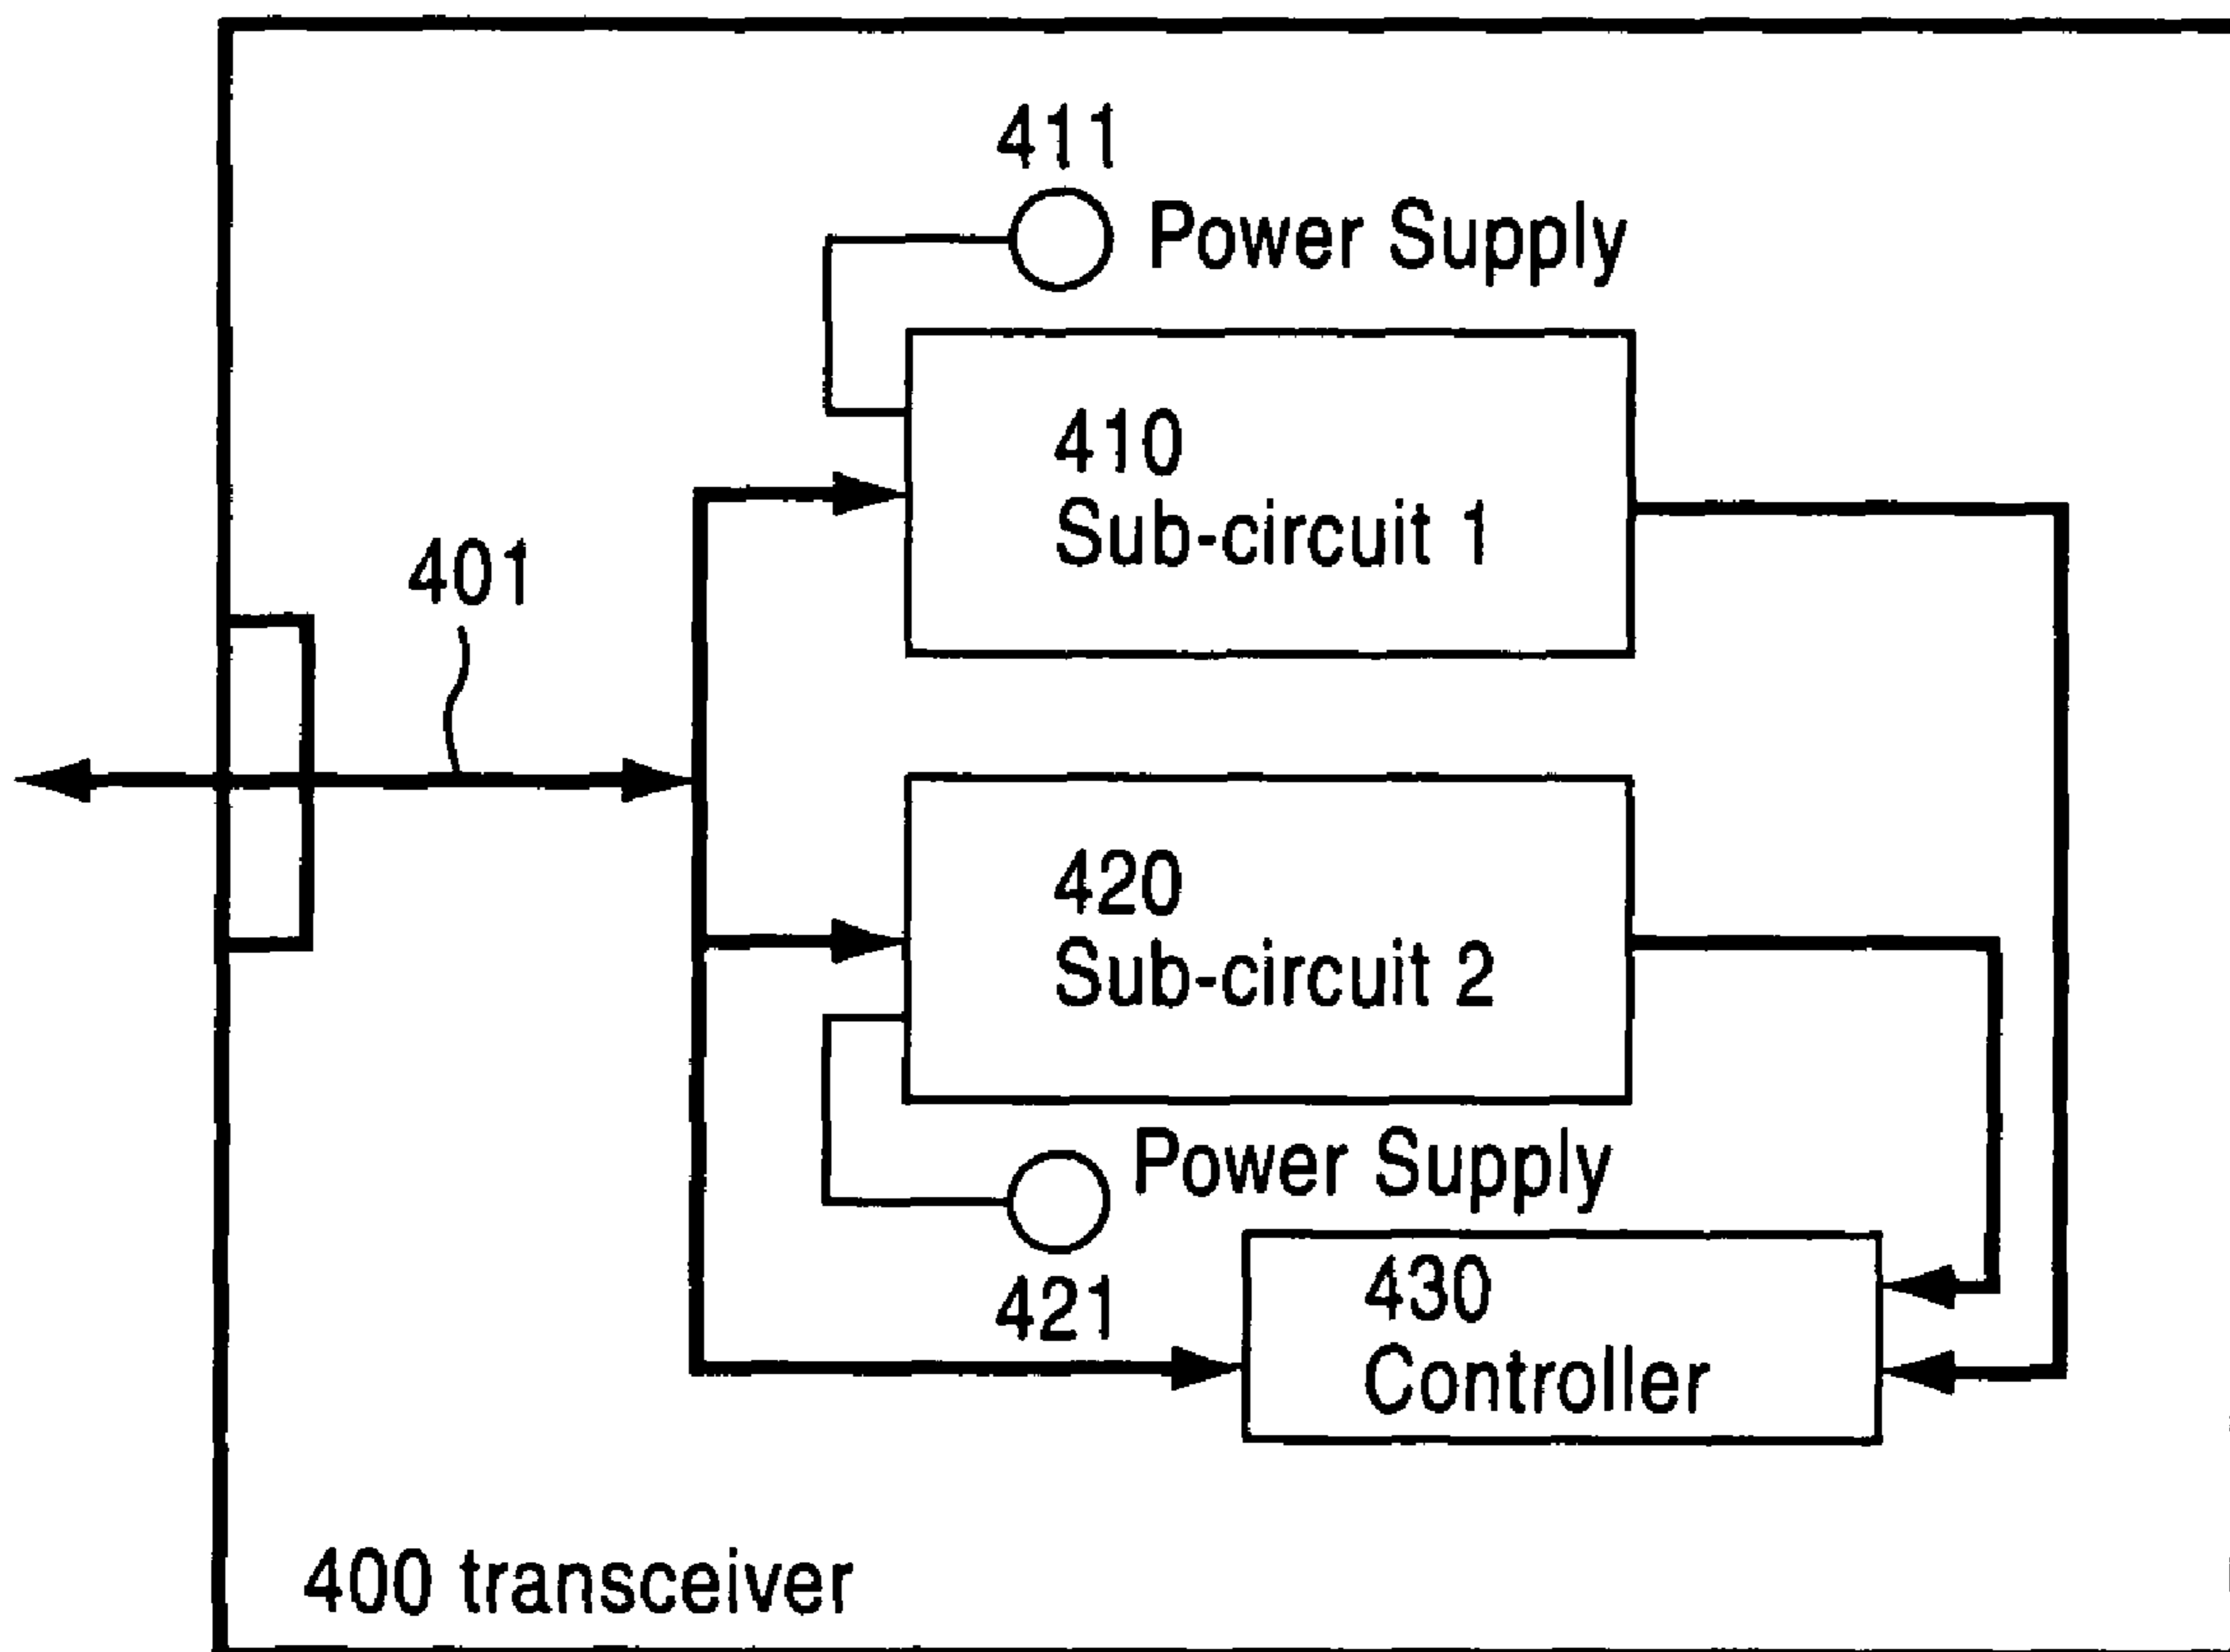 411
Power Supply
410
Sub-circuit 1
401
420
Sub-circuit 2
Power Supply
421
430
Controller
400 transceiver